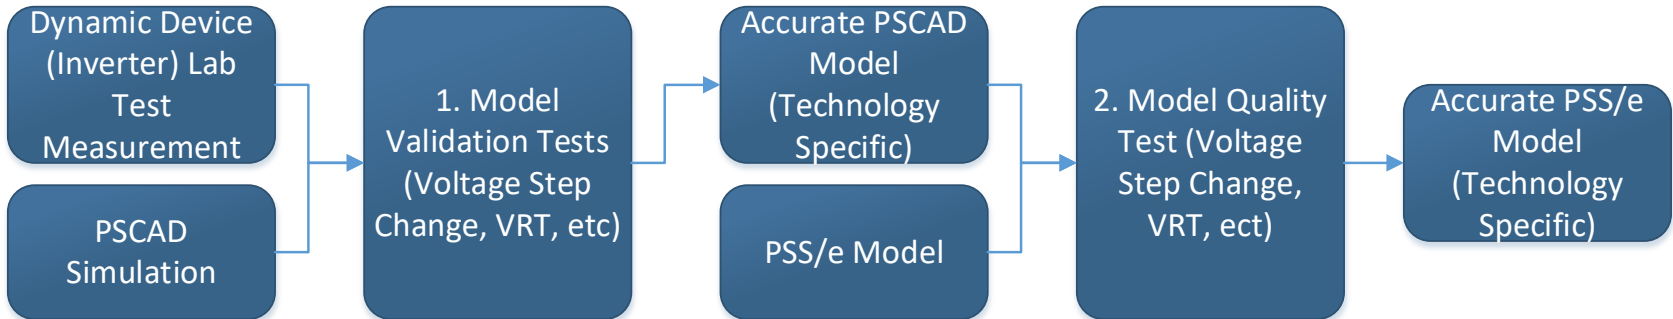 Dynamic Device
(Inverter) Lab
Test
Measurement
PSCAD
Simulation
1. Model
Validation Tests
(Voltage Step
Change, VRT, etc)
Accurate PSCAD
Model
(Technology
Specific)
PSS/e Model
2. Model Quality
Test (Voltage
Step Change,
VRT, ect)
Accurate PSS/e
Model
(Technology
Specific)